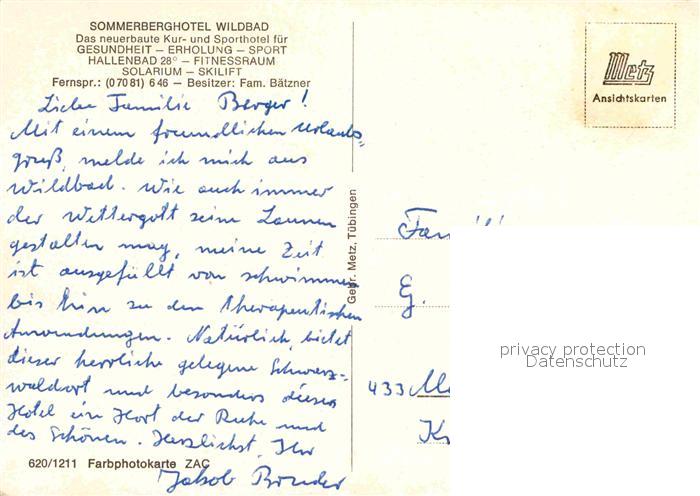 SOMMERBERGHOTEL WILDBAD
Das neuerbaute Kur- und Sporthotel für
GESUNDHEIT – ERHOLUNG – SPORT
HALLENBAD 28° – FITNESSRAUM
SOLARIUM – SKILIFT
Fernspr.: (07081) 646 – Besitzer: Fam. Bätzner
Metz
Ansichtskarten
Liebe Familie Berger!
Mit einem freundlichen Urlaubs-
gruß, melde ich mich aus
Wildbad. Wie auch immer
der Wettergott seine Launen
gestalten mag, meine Zeit
ist ausgefüllt von schwimmen
bis hin zu den therapeutischen
Anwendungen. Natürlich, bietet
dieser herrliche gelegene Schwarz-
waldort und besonders dieses
Hotel ein Hort der Ruhe und
des Schönen. Herzlichst, Ihr
Jakob
620/1211 Farbphotokarte ZAC
Gebr. Metz, Tübingen
G.
433
privacy protection
Datenschutz